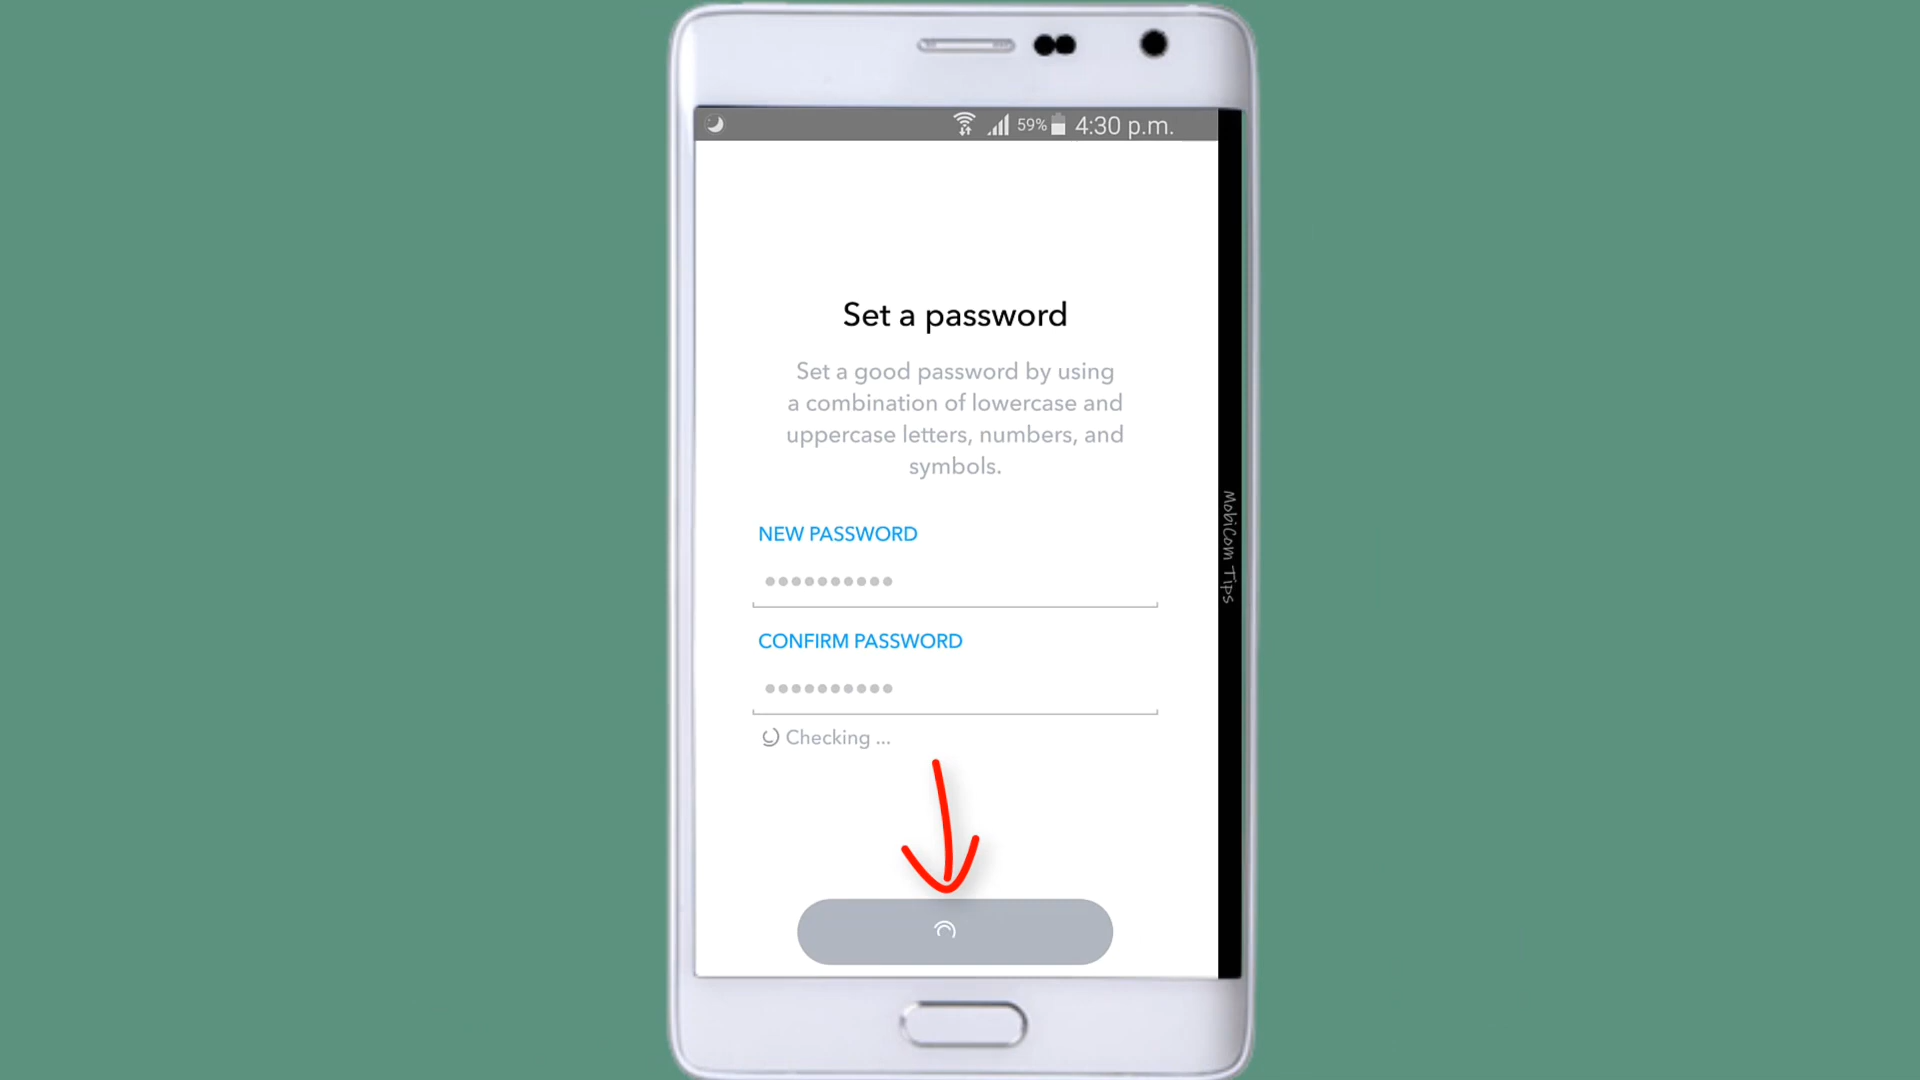 59% 4:30 p.m.
Set a password
Set a good password by using
a combination of lowercase and
uppercase letters, numbers, and
symbols.
NEW PASSWORD
CONFIRM PASSWORD
Checking ...
MobiCom Tips